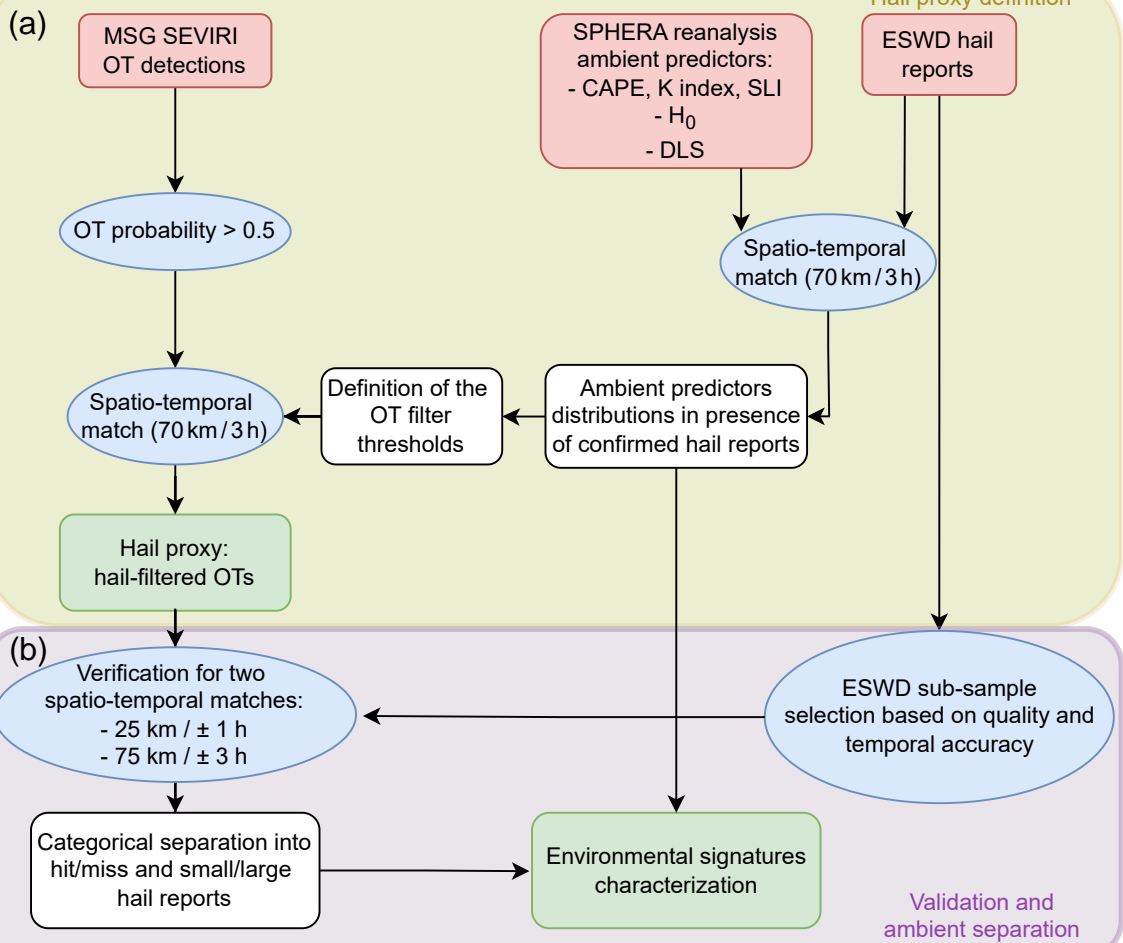 Hail proxy definition
(a)
MSG SEVIRI
OT detections
SPHERA reanalysis
ambient predictors:
- CAPE, K index, SLI
- H0
- DLS
ESWD hail
reports
OT probability > 0.5
Spatio-temporal
match (70 km / 3 h)
Spatio-temporal
match (70 km / 3 h)
Definition of the
OT filter
thresholds
Ambient predictors
distributions in presence
of confirmed hail reports
Hail proxy:
hail-filtered OTs
(b)
Verification for two
spatio-temporal matches:
- 25 km / ± 1 h
- 75 km / ± 3 h
ESWD sub-sample
selection based on quality and
temporal accuracy
Categorical separation into
hit/miss and small/large
hail reports
Environmental signatures
characterization
Validation and
ambient separation